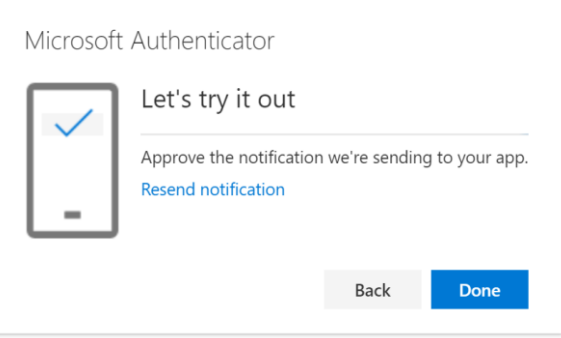 Microsoft Authenticator
Let's try it out
Approve the notification we're sending to your app.
Resend notification
Back
Done